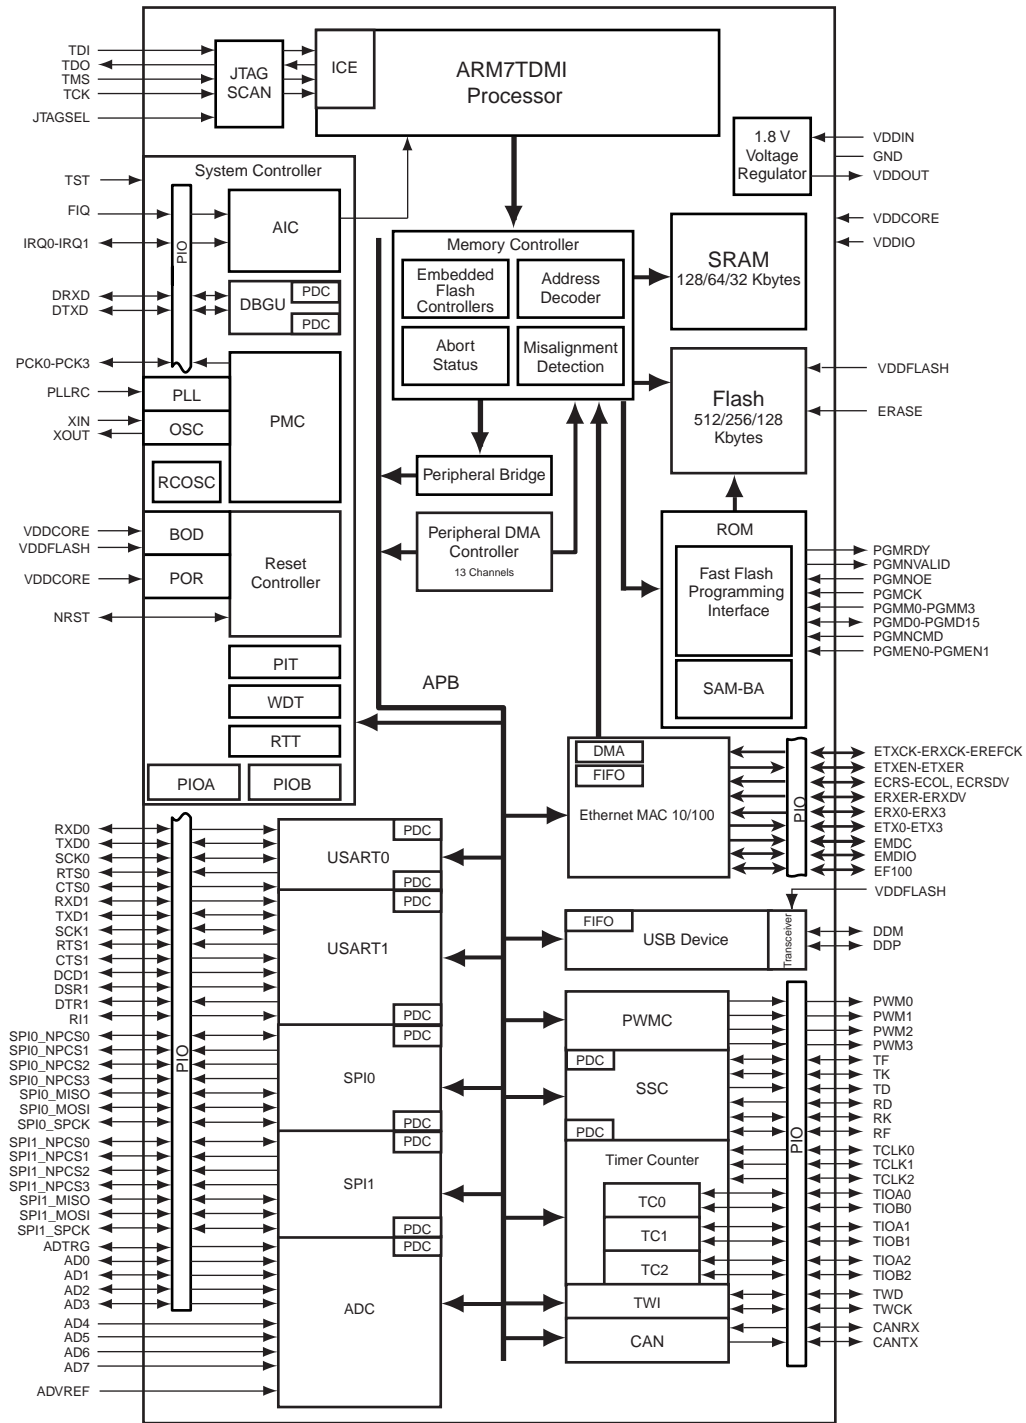 TDI
TDO
TMS
TCK
JTAGSEL
JTAG
SCAN
ICE
ARM7TDMI
Processor
1.8 V
Voltage
Regulator
VDDIN
GND
VDDOUT
VDDCORE
VDDIO
System Controller
TST
FIQ
IRQ0-IRQ1
PIO
AIC
DRXD
DTXD
DBGU
PDC
PDC
PCK0-PCK3
PLLRC
PLL
XIN
XOUT
OSC
RCOSC
PMC
VDDCORE
VDDFLASH
BOD
VDDCORE
POR
Reset
Controller
NRST
PIT
WDT
RTT
PIOA
PIOB
Memory Controller
Embedded
Flash
Controllers
Address
Decoder
Abort
Status
Misalignment
Detection
SRAM
128/64/32 Kbytes
Flash
512/256/128
Kbytes
VDDFLASH
ERASE
Peripheral Bridge
Peripheral DMA
Controller
13 Channels
ROM
Fast Flash
Programming
Interface
SAM-BA
PGMRDY
PGMNVALID
PGMNOE
PGMCK
PGMM0-PGMM3
PGMD0-PGMD15
PGMNCMD
PGMEN0-PGMEN1
APB
DMA
FIFO
Ethernet MAC 10/100
PIO
ETXCK-ERXCK-EREFCK
ETXEN-ETXER
ECRS-ECOL, ECRSDV
ERXER-ERXDV
ERX0-ERX3
ETX0-ETX3
EMDC
EMDIO
EF100
VDDFLASH
FIFO
USB Device
Transceiver
DDM
DDP
RXD0
TXD0
SCK0
RTS0
CTS0
RXD1
TXD1
SCK1
RTS1
CTS1
DCD1
DSR1
DTR1
RI1
SPI0_NPCS0
SPI0_NPCS1
SPI0_NPCS2
SPI0_NPCS3
SPI0_MISO
SPI0_MOSI
SPI0_SPCK
SPI1_NPCS0
SPI1_NPCS1
SPI1_NPCS2
SPI1_NPCS3
SPI1_MISO
SPI1_MOSI
SPI1_SPCK
ADTRG
AD0
AD1
AD2
AD3
AD4
AD5
AD6
AD7
ADVREF
PIO
PDC
USART0
PDC
PDC
USART1
PDC
PDC
SPI0
PDC
PDC
SPI1
PDC
PDC
ADC
PWMC
PDC
SSC
PDC
Timer Counter
TC0
TC1
TC2
TWI
CAN
PIO
PWM0
PWM1
PWM2
PWM3
TF
TK
TD
RD
RK
RF
TCLK0
TCLK1
TCLK2
TIOA0
TIOB0
TIOA1
TIOB1
TIOA2
TIOB2
TWD
TWCK
CANRX
CANTX